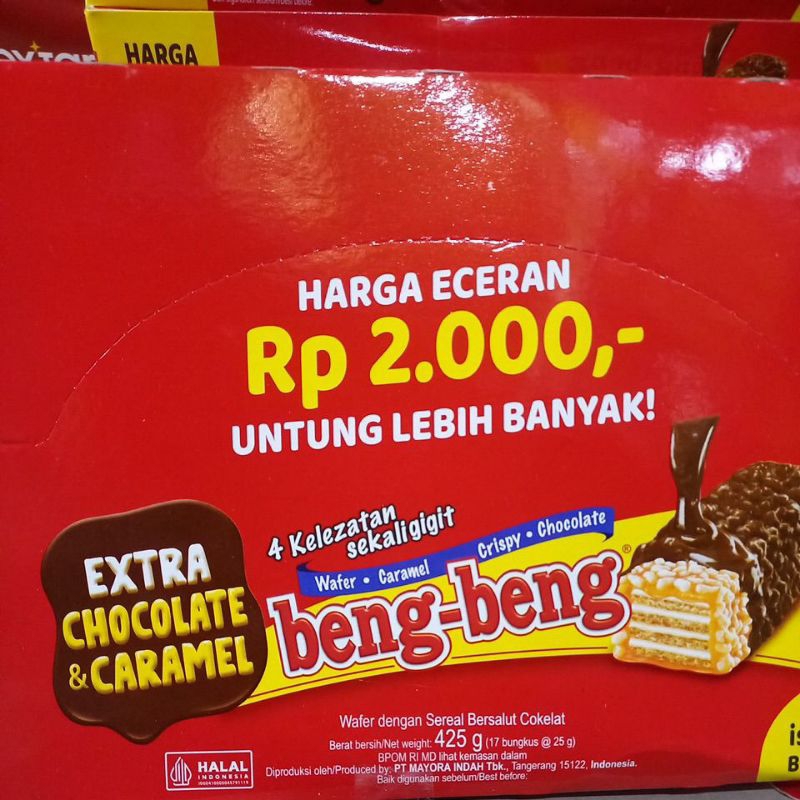 HARGA
HARGA ECERAN
Rp 2.000,-
UNTUNG LEBIH BANYAK!
4 Kelezatan
sekali gigit
Wafer • Caramel Crispy • Chocolate
beng-beng®
EXTRA
CHOCOLATE
& CARAMEL
Wafer dengan Sereal Bersalut Cokelat
Berat bersih/Net weight: 425 g (17 bungkus @ 25 g)
BPOM RI MD lihat kemasan dalam
Diproduksi oleh/Produced by: PT MAYORA INDAH Tbk., Tangerang 15122, Indonesia.
Baik digunakan sebelum/Best before:
HALAL
INDONESIA